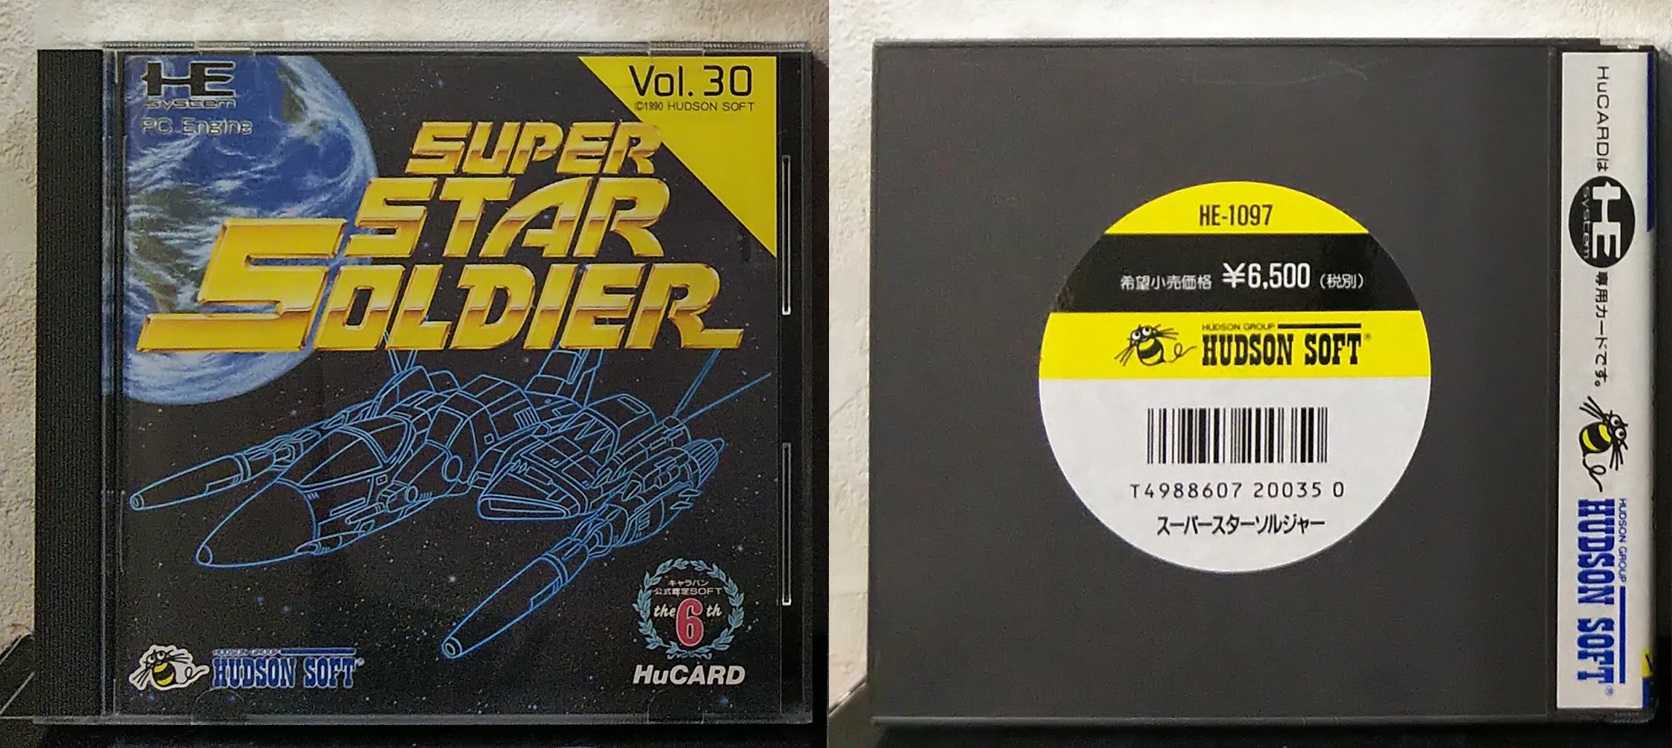 HE
SYSTEM
PC Engine
Vol. 30
©1990 HUDSON SOFT
SUPER
STAR
SOLDIER
キャラバン
公式認定SOFT
the 6 th
HuCARD
HUDSON GROUP
HUDSON SOFT®
HE-1097
希望小売価格 ¥6,500 (税別)
HUDSON GROUP
HUDSON SOFT®
T4988607 20035 0
スーパースターソルジャー
HuCARDは HE SYSTEM 専用カードです。
HUDSON GROUP
HUDSON SOFT®